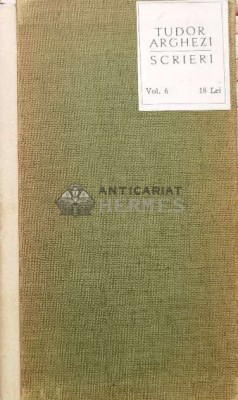 TUDOR
ARGHEZI
SCRIERI
Vol. 6 18 Lei
ANTICARIAT
HERMES